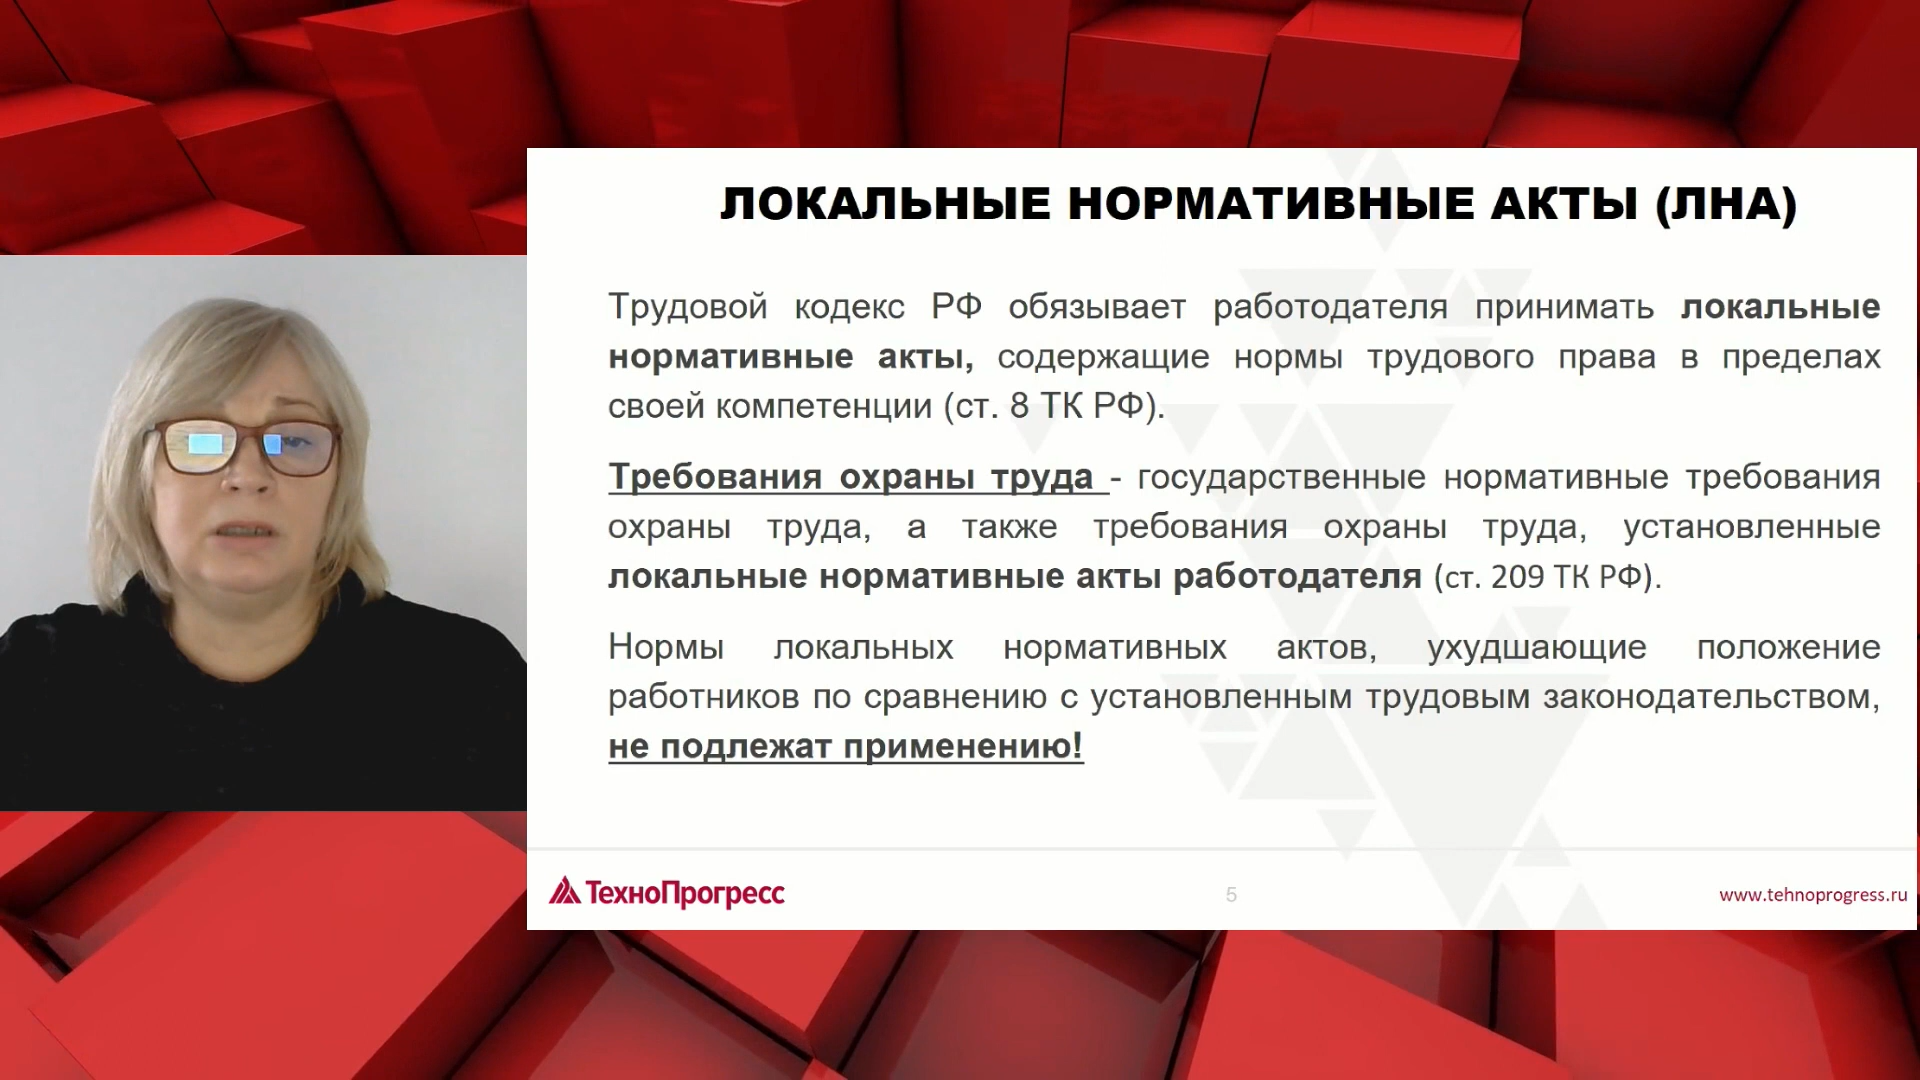 ЛОКАЛЬНЫЕ НОРМАТИВНЫЕ АКТЫ (ЛНА)
Трудовой кодекс РФ обязывает работодателя принимать локальные
нормативные акты, содержащие нормы трудового права в пределах
своей компетенции (ст. 8 ТК РФ).
Требования охраны труда - государственные нормативные требования
охраны труда, а также требования охраны труда, установленные
локальные нормативные акты работодателя (ст. 209 ТК РФ).
Нормы локальных нормативных актов, ухудшающие положение
работников по сравнению с установленным трудовым законодательством,
не подлежат применению!
ТехноПрогресс
5
www.tehnoprogress.ru